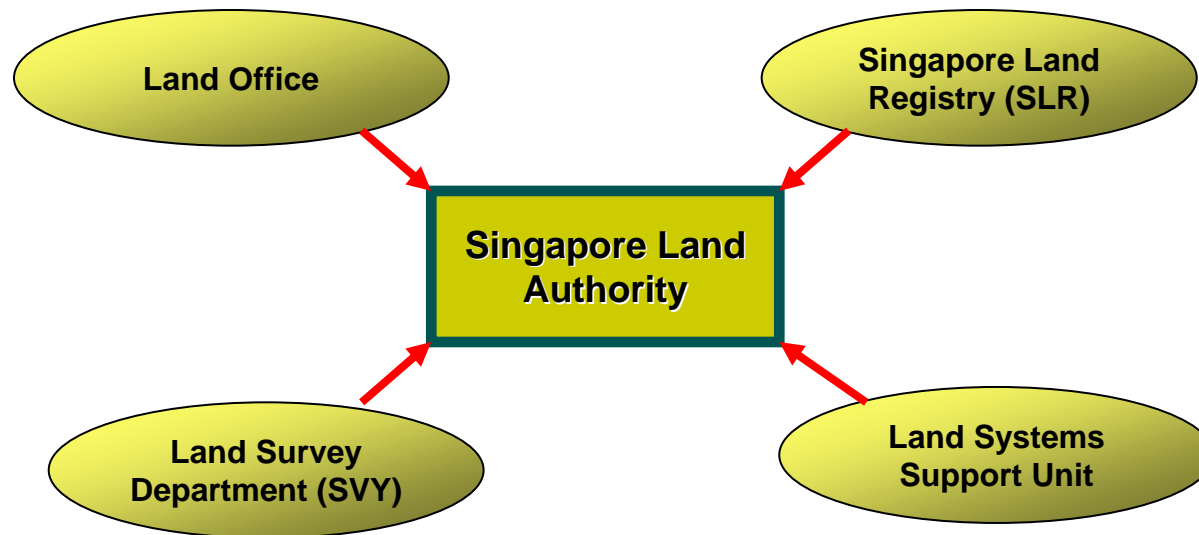 Land Office
Singapore Land
Registry (SLR)
Singapore Land
Authority
Land Survey
Department (SVY)
Land Systems
Support Unit